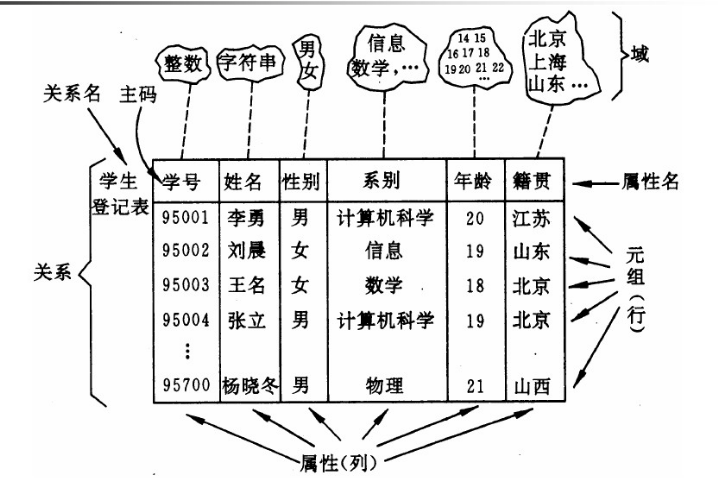 整数
字符串
男
女
信息
数学，…
14 15
16 17 18
19 20 21 22
…
北京
上海
山东 …
域
关系名
主码
学生
登记表
学号 姓名 性别 系别 年龄 籍贯
属性名
95001 李勇 男 计算机科学 20 江苏
95002 刘晨 女 信息 19 山东
95003 王名 女 数学 18 北京
95004 张立 男 计算机科学 19 北京
⋮
95700 杨晓冬 男 物理 21 山西
关系
元
组
(行)
属性(列)